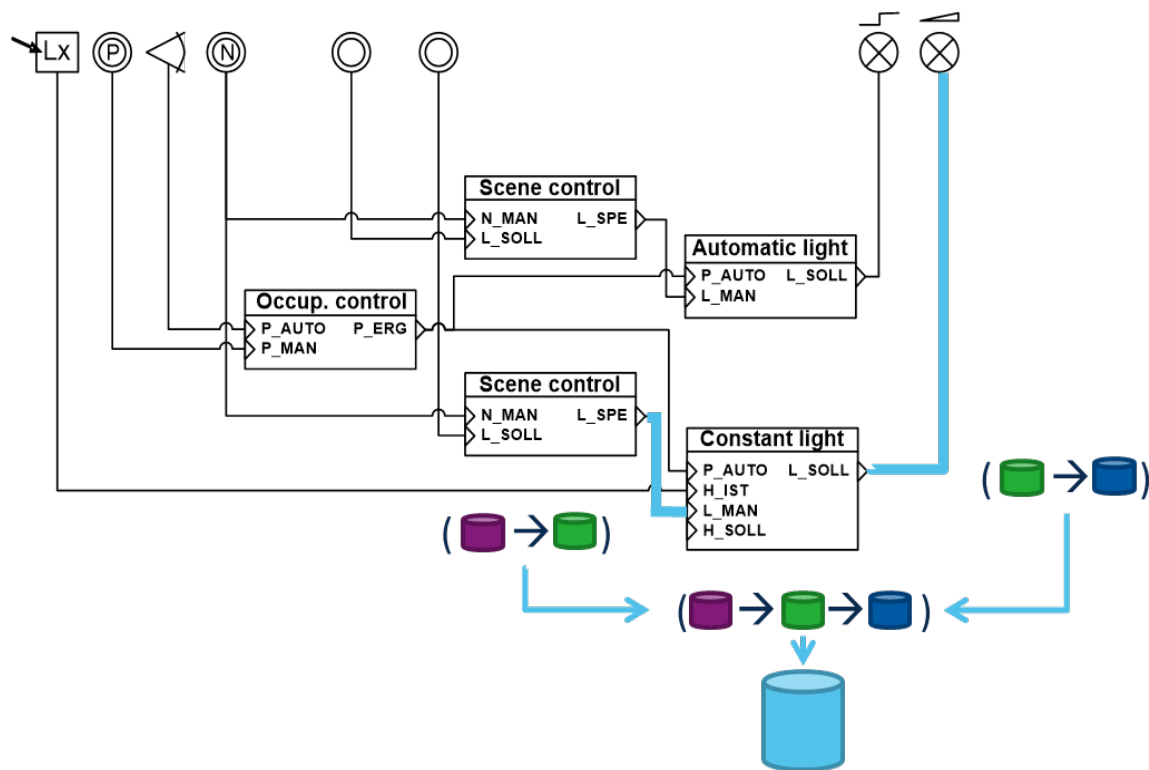 Lx
P
N
Scene control
N_MAN L_SPE
L_SOLL
Automatic light
P_AUTO L_SOLL
L_MAN
Occup. control
P_AUTO P_ERG
P_MAN
Scene control
N_MAN L_SPE
L_SOLL
Constant light
P_AUTO L_SOLL
H_IST
L_MAN
H_SOLL
( → )
( → )
( → → )